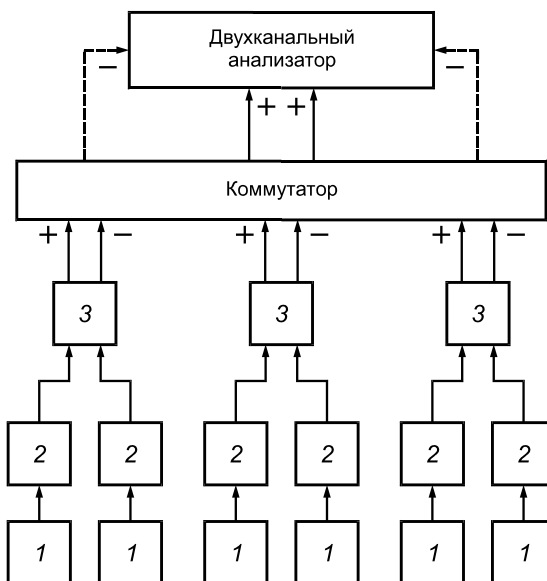 Двухканальный
анализатор
− + + −
Коммутатор
+ − + − + −
3 3 3
2 2 2 2 2 2
1 1 1 1 1 1